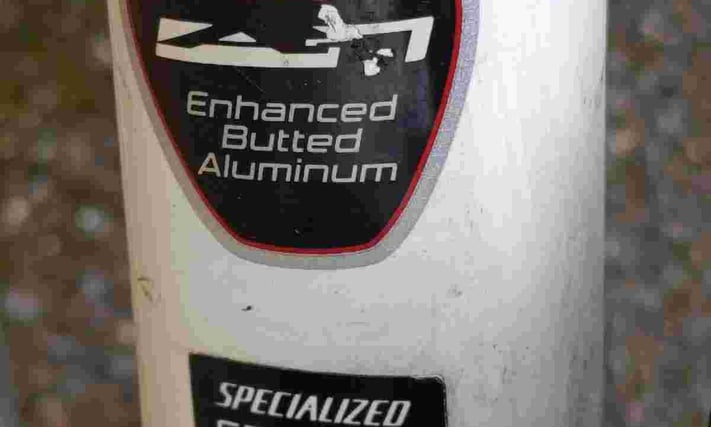 Enhanced
Butted
Aluminum
SPECIALIZED